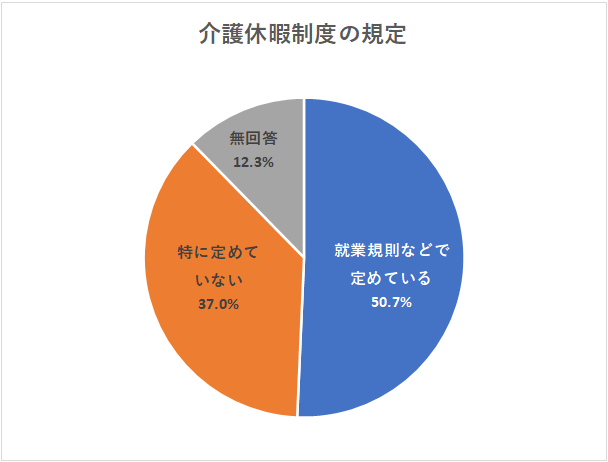 介護休暇制度の規定
無回答
12.3%
特に定めて
いない
37.0%
就業規則などで
定めている
50.7%